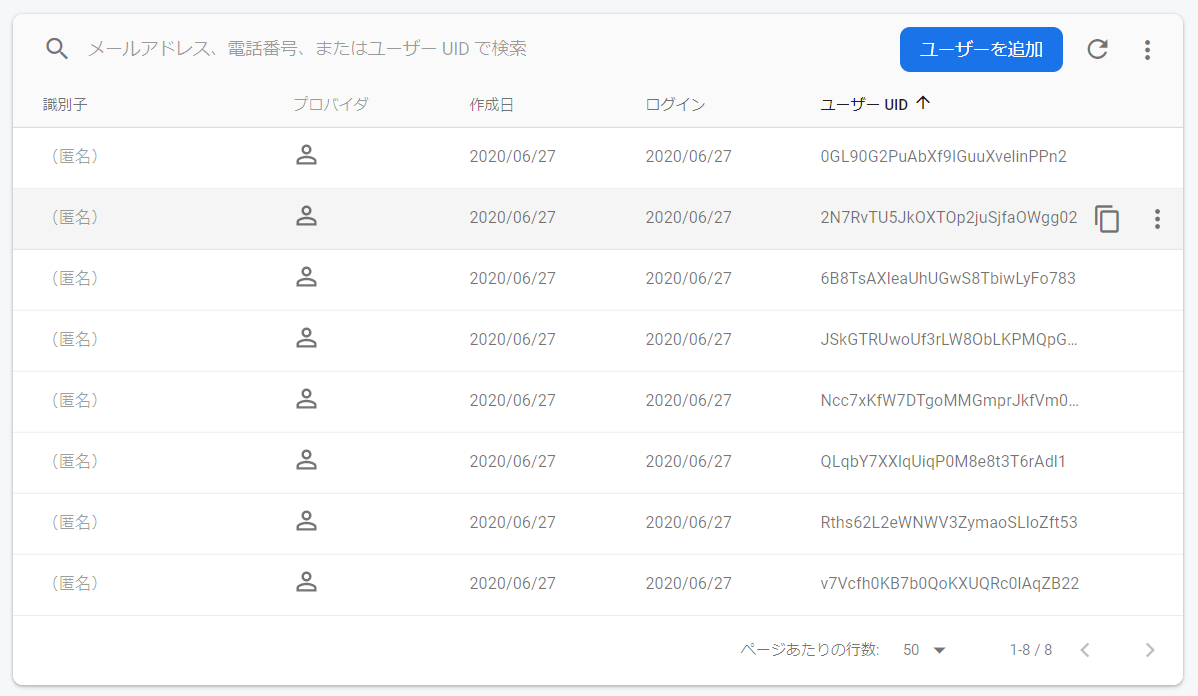 メールアドレス、電話番号、またはユーザー UID で検索 ユーザーを追加
識別子 プロバイダ 作成日 ログイン ユーザー UID ↑
（匿名） 2020/06/27 2020/06/27 0GL90G2PuAbXf9IGuuXvelinPPn2
（匿名） 2020/06/27 2020/06/27 2N7RvTU5JkOXTOp2juSjfaOWgg02
（匿名） 2020/06/27 2020/06/27 6B8TsAXIeaUhUGwS8TbiwLyFo783
（匿名） 2020/06/27 2020/06/27 JSkGTRUwoUf3rLW8ObLKPMQpG…
（匿名） 2020/06/27 2020/06/27 Ncc7xKfW7DTgoMMGmprJkfVm0…
（匿名） 2020/06/27 2020/06/27 QLqbY7XXIqUiqP0M8e8t3T6rAdI1
（匿名） 2020/06/27 2020/06/27 Rths62L2eWNWV3ZymaoSLIoZft53
（匿名） 2020/06/27 2020/06/27 v7Vcfh0KB7b0QoKXUQRc0IAqZB22
ページあたりの行数: 50 1-8 / 8